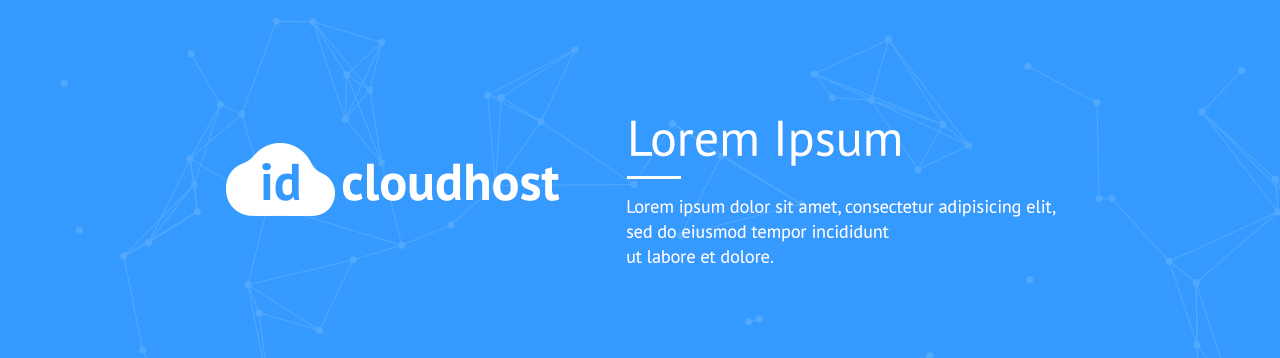 id cloudhost
Lorem Ipsum
Lorem ipsum dolor sit amet, consectetur adipisicing elit,
sed do eiusmod tempor incididunt
ut labore et dolore.